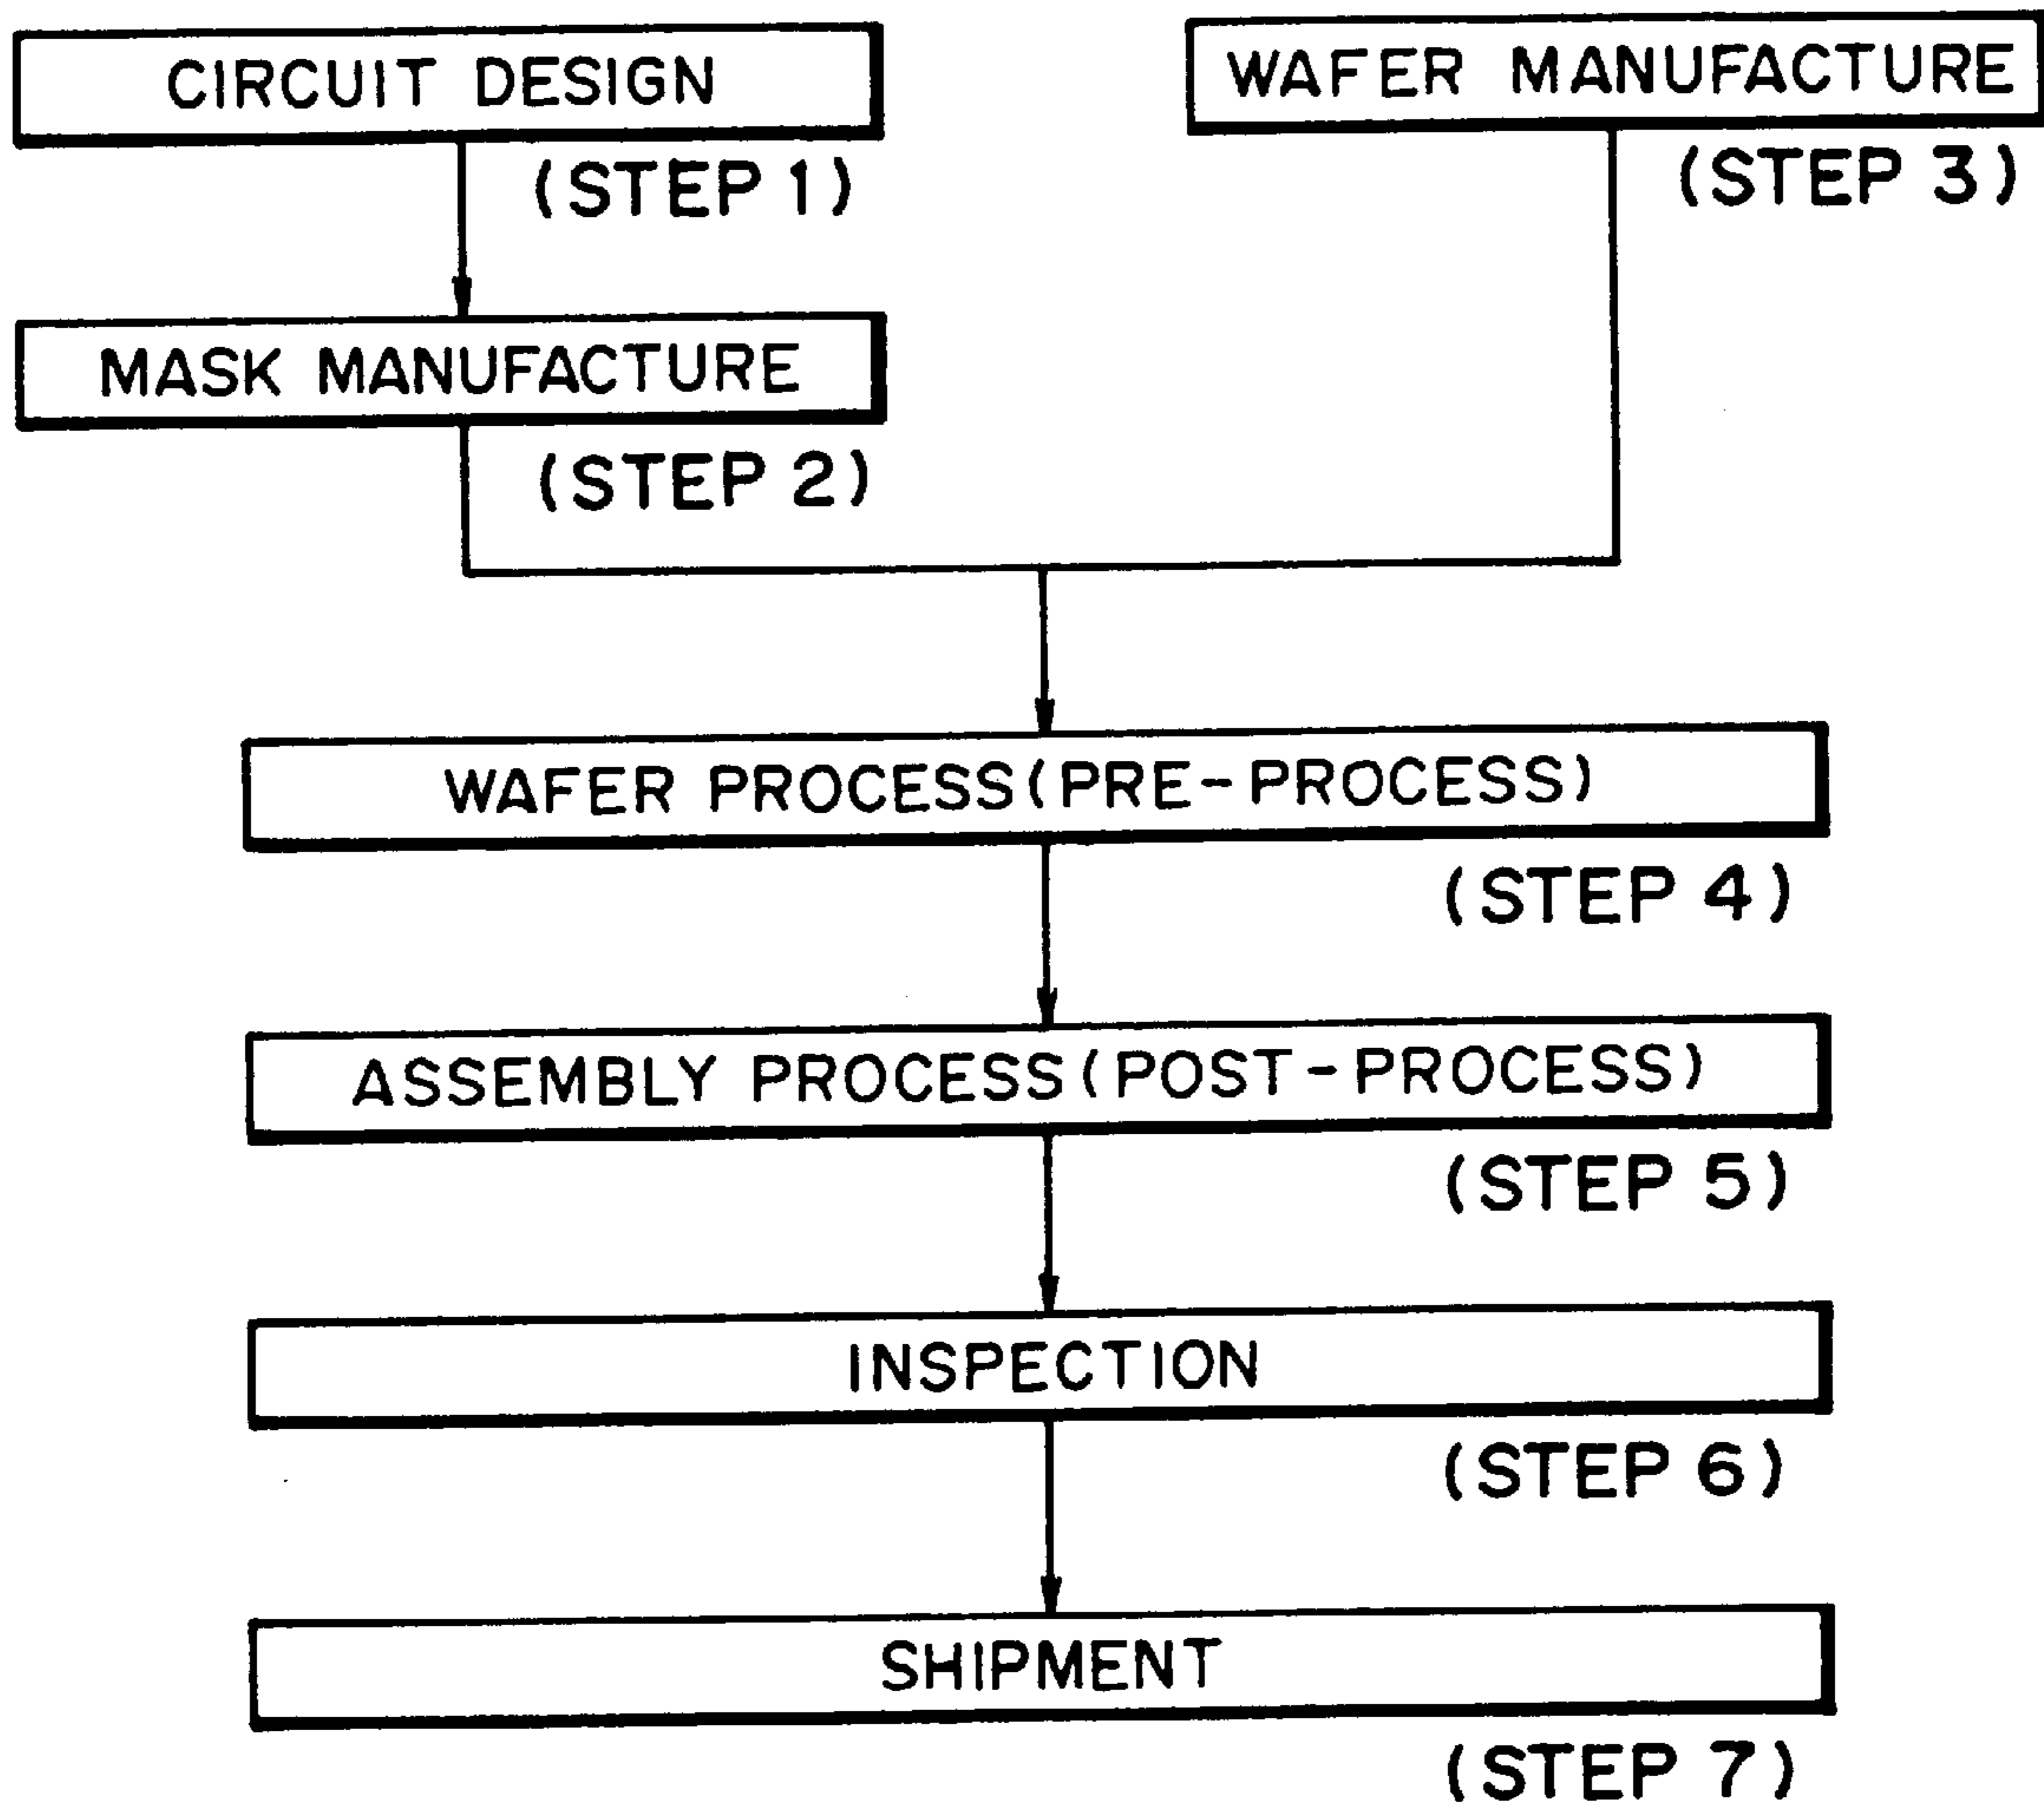 CIRCUIT DESIGN
(STEP 1)
MASK MANUFACTURE
(STEP 2)
WAFER MANUFACTURE
(STEP 3)
WAFER PROCESS(PRE-PROCESS)
(STEP 4)
ASSEMBLY PROCESS(POST-PROCESS)
(STEP 5)
INSPECTION
(STEP 6)
SHIPMENT
(STEP 7)